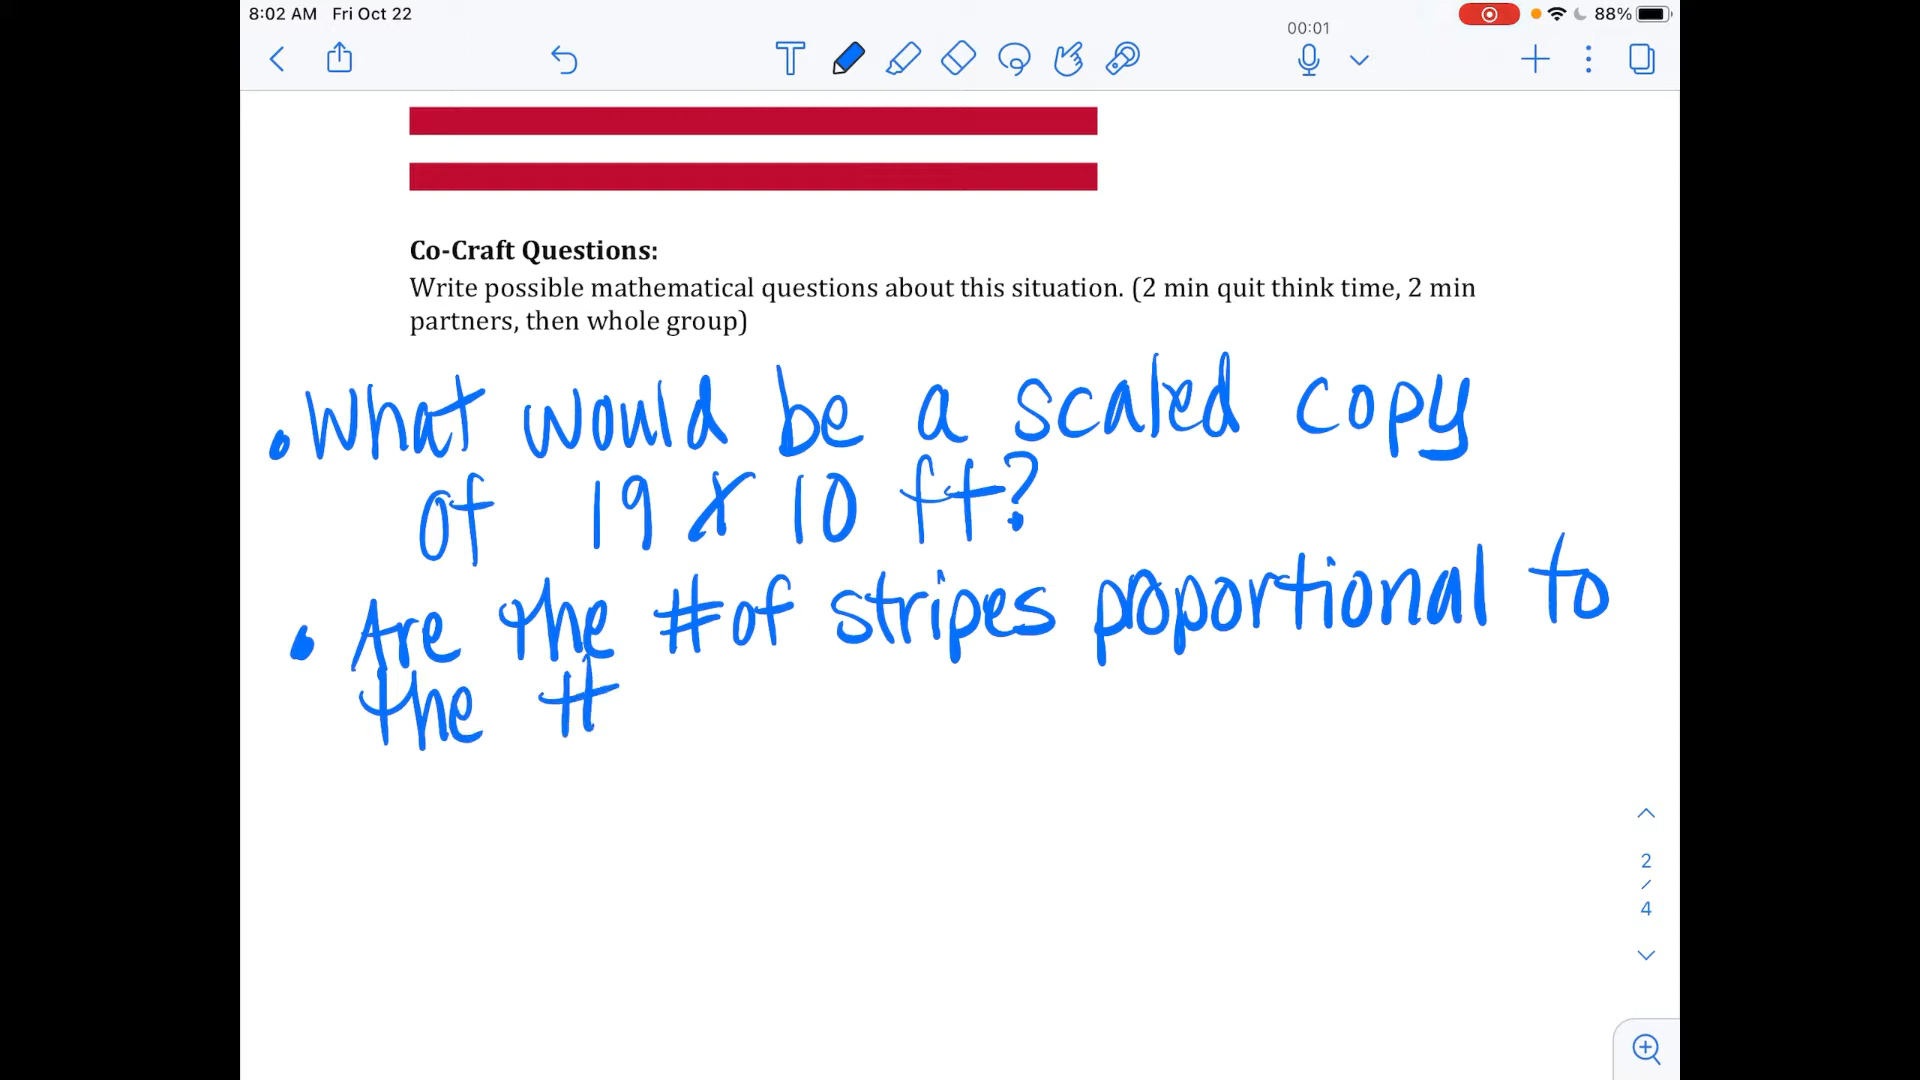 8:02 AM Fri Oct 22
88%
00:01
Co-Craft Questions:
Write possible mathematical questions about this situation. (2 min quit think time, 2 min
partners, then whole group)
• What would be a scaled copy
of 19 x 10 ft?
• Are the # of stripes proportional to
the #
2
/
4